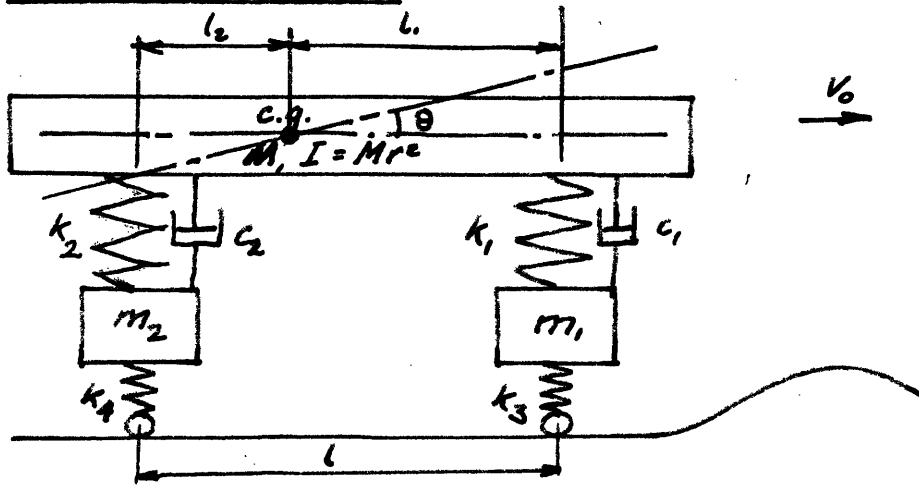 l₂ l₁
V₀
c.g. θ
M, I = Mr²
k₂ c₂ k₁ c₁
m₂ m₁
k₄ k₃
l